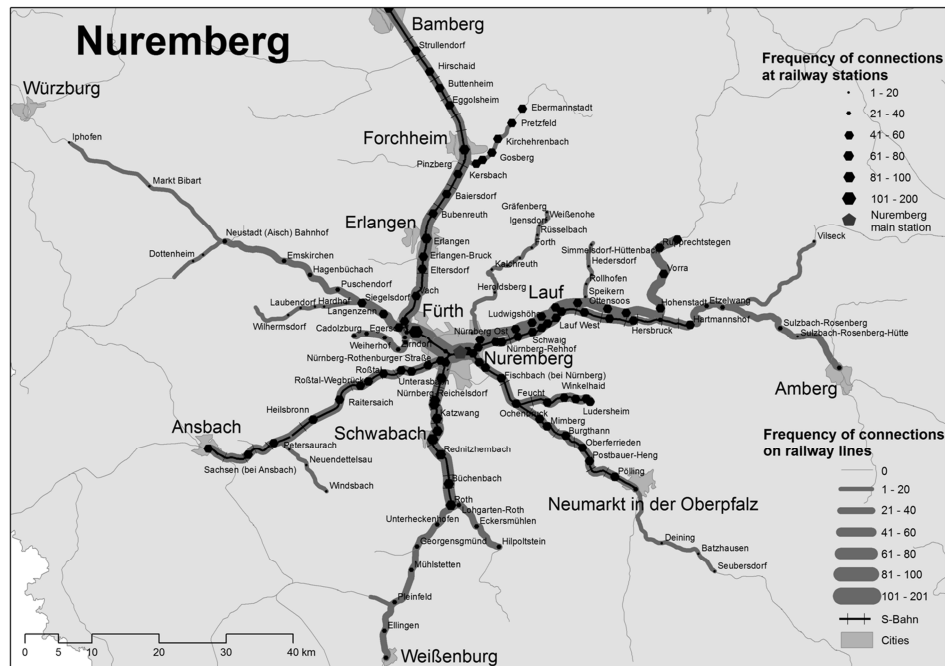 Nuremberg
Bamberg
Strullendorf
Hirschaid
Buttenheim
Eggolsheim
Würzburg
Iphofen
Markt Bibart
Forchheim
Ebermannstadt
Pretzfeld
Kirchehrenbach
Gosberg
Pinzberg
Kersbach
Baiersdorf
Bubenreuth
Erlangen
Erlangen
Erlangen-Bruck
Eltersdorf
Vach
Neustadt (Aisch) Bahnhof
Dottenheim
Emskirchen
Hagenbüchach
Puschendorf
Siegelsdorf
Hardhof
Laubendorf
Langenzenn
Wilhermsdorf
Cadolzburg
Egers
Weiherhof
Zirndorf
Fürth
Gräfenberg
Weißenohe
Igensdorf
Rüsselbach
Forth
Kalchreuth
Heroldsberg
Simmelsdorf-Hüttenbach
Hedersdorf
Rollhofen
Speikern
Ottensoos
Rupprechtstegen
Vorra
Hohenstadt
Vilseck
Etzelwang
Hartmannshof
Hersbruck
Sulzbach-Rosenberg
Sulzbach-Rosenberg-Hütte
Amberg
Lauf
Ludwigshöhe
Lauf West
Nürnberg Ost
Schwaig
Nürnberg-Rehhof
Nuremberg
Nürnberg-Rothenburger Straße
Roßtal
Unterasbach
Roßtal-Wegbrück
Raitersaich
Heilsbronn
Ansbach
Petersaurach
Sachsen (bei Ansbach)
Neuendettelsau
Windsbach
Nürnberg-Reichelsdorf
Katzwang
Schwabach
Rednitzhembach
Büchenbach
Roth
Lohgarten-Roth
Unterheckenhofen
Eckersmühlen
Hilpoltstein
Georgensgmünd
Mühlstetten
Pleinfeld
Ellingen
Weißenburg
Fischbach (bei Nürnberg)
Feucht
Winkelhaid
Ludersheim
Ochenbruck
Mimberg
Burgthann
Oberferrieden
Postbauer-Heng
Pölling
Neumarkt in der Oberpfalz
Deining
Batzhausen
Seubersdorf
Frequency of connections
at railway stations
1 - 20
21 - 40
41 - 60
61 - 80
81 - 100
101 - 200
Nuremberg
main station
Frequency of connections
on railway lines
0
1 - 20
21 - 40
41 - 60
61 - 80
81 - 100
101 - 201
S-Bahn
Cities
0 5 10 20 30 40 km